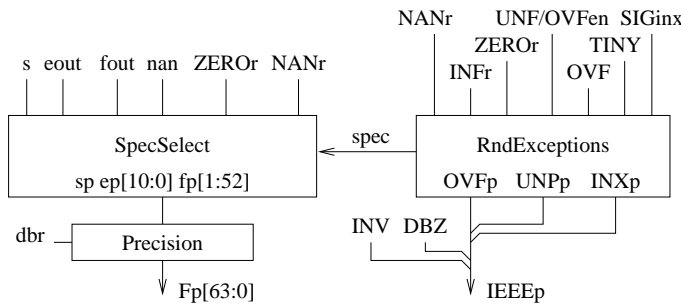 NANr UNF/OVFen SIGinx
ZEROr TINY
s eout fout nan ZEROr NANr INFr OVF
SpecSelect spec RndExceptions
sp ep[10:0] fp[1:52] OVFp UNPp INXp
dbr Precision INV DBZ
Fp[63:0] IEEEp